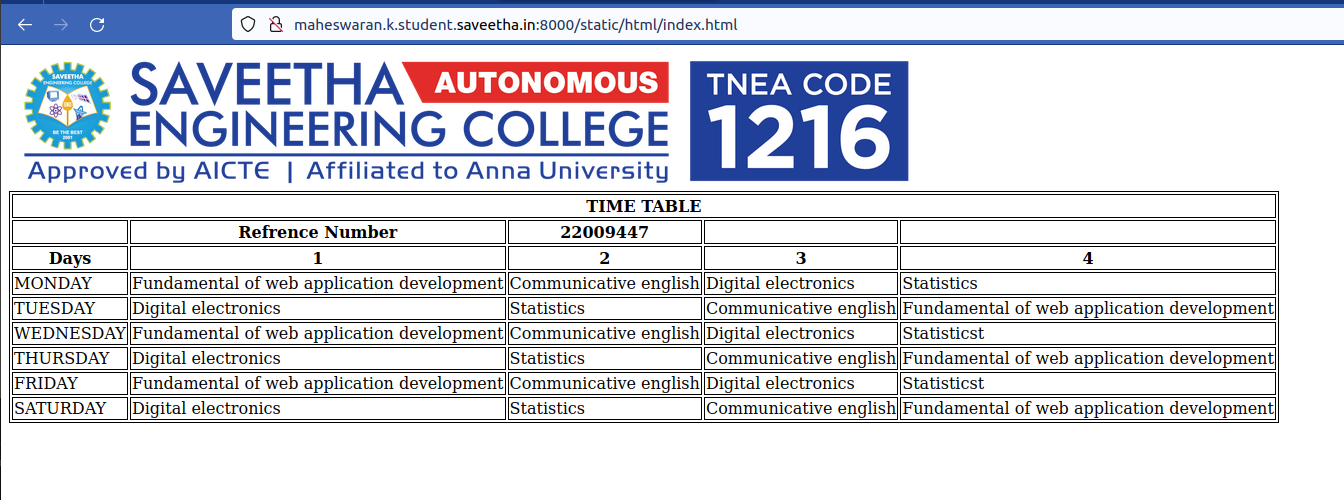 maheswaran.k.student.saveetha.in:8000/static/html/index.html
SAVEETHA
ENGINEERING COLLEGE
BE THE BEST
2001
SAVEETHA AUTONOMOUS
ENGINEERING COLLEGE
Approved by AICTE | Affiliated to Anna University
TNEA CODE
1216
TIME TABLE
Refrence Number 22009447
Days 1 2 3 4
MONDAY Fundamental of web application development Communicative english Digital electronics Statistics
TUESDAY Digital electronics Statistics Communicative english Fundamental of web application development
WEDNESDAY Fundamental of web application development Communicative english Digital electronics Statisticst
THURSDAY Digital electronics Statistics Communicative english Fundamental of web application development
FRIDAY Fundamental of web application development Communicative english Digital electronics Statisticst
SATURDAY Digital electronics Statistics Communicative english Fundamental of web application development